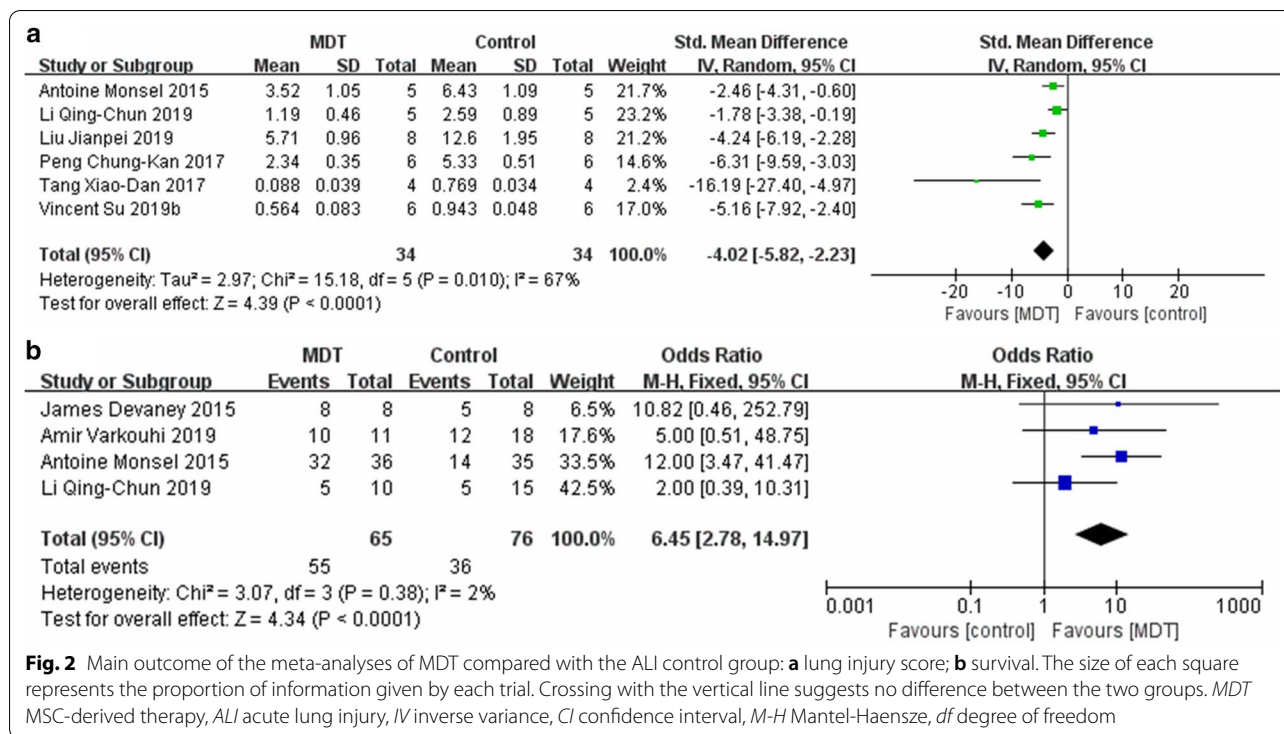 a
MDT Control Std. Mean Difference Std. Mean Difference
Study or Subgroup Mean SD Total Mean SD Total Weight IV, Random, 95% CI IV, Random, 95% CI
Antoine Monsel 2015 3.52 1.05 5 6.43 1.09 5 21.7% -2.46 [-4.31, -0.60]
Li Qing-Chun 2019 1.19 0.46 5 2.59 0.89 5 23.2% -1.78 [-3.38, -0.19]
Liu Jianpei 2019 5.71 0.96 8 12.6 1.95 8 21.2% -4.24 [-6.19, -2.28]
Peng Chung-Kan 2017 2.34 0.35 6 5.33 0.51 6 14.6% -6.31 [-9.59, -3.03]
Tang Xiao-Dan 2017 0.088 0.039 4 0.769 0.034 4 2.4% -16.19 [-27.40, -4.97]
Vincent Su 2019b 0.564 0.083 6 0.943 0.048 6 17.0% -5.16 [-7.92, -2.40]
Total (95% CI) 34 34 100.0% -4.02 [-5.82, -2.23]
Heterogeneity: Tau² = 2.97; Chi² = 15.18, df = 5 (P = 0.010); I² = 67%
Test for overall effect: Z = 4.39 (P < 0.0001)
-20 -10 0 10 20
Favours [MDT] Favours [control]
b
MDT Control Odds Ratio Odds Ratio
Study or Subgroup Events Total Events Total Weight M-H, Fixed, 95% CI M-H, Fixed, 95% CI
James Devaney 2015 8 8 5 8 6.5% 10.82 [0.46, 252.79]
Amir Varkouhi 2019 10 11 12 18 17.6% 5.00 [0.51, 48.75]
Antoine Monsel 2015 32 36 14 35 33.5% 12.00 [3.47, 41.47]
Li Qing-Chun 2019 5 10 5 15 42.5% 2.00 [0.39, 10.31]
Total (95% CI) 65 76 100.0% 6.45 [2.78, 14.97]
Total events 55 36
Heterogeneity: Chi² = 3.07, df = 3 (P = 0.38); I² = 2%
Test for overall effect: Z = 4.34 (P < 0.0001)
0.001 0.1 1 10 1000
Favours [control] Favours [MDT]
Fig. 2 Main outcome of the meta-analyses of MDT compared with the ALI control group: a lung injury score; b survival. The size of each square
represents the proportion of information given by each trial. Crossing with the vertical line suggests no difference between the two groups. MDT
MSC-derived therapy, ALI acute lung injury, IV inverse variance, CI confidence interval, M-H Mantel-Haensze, df degree of freedom